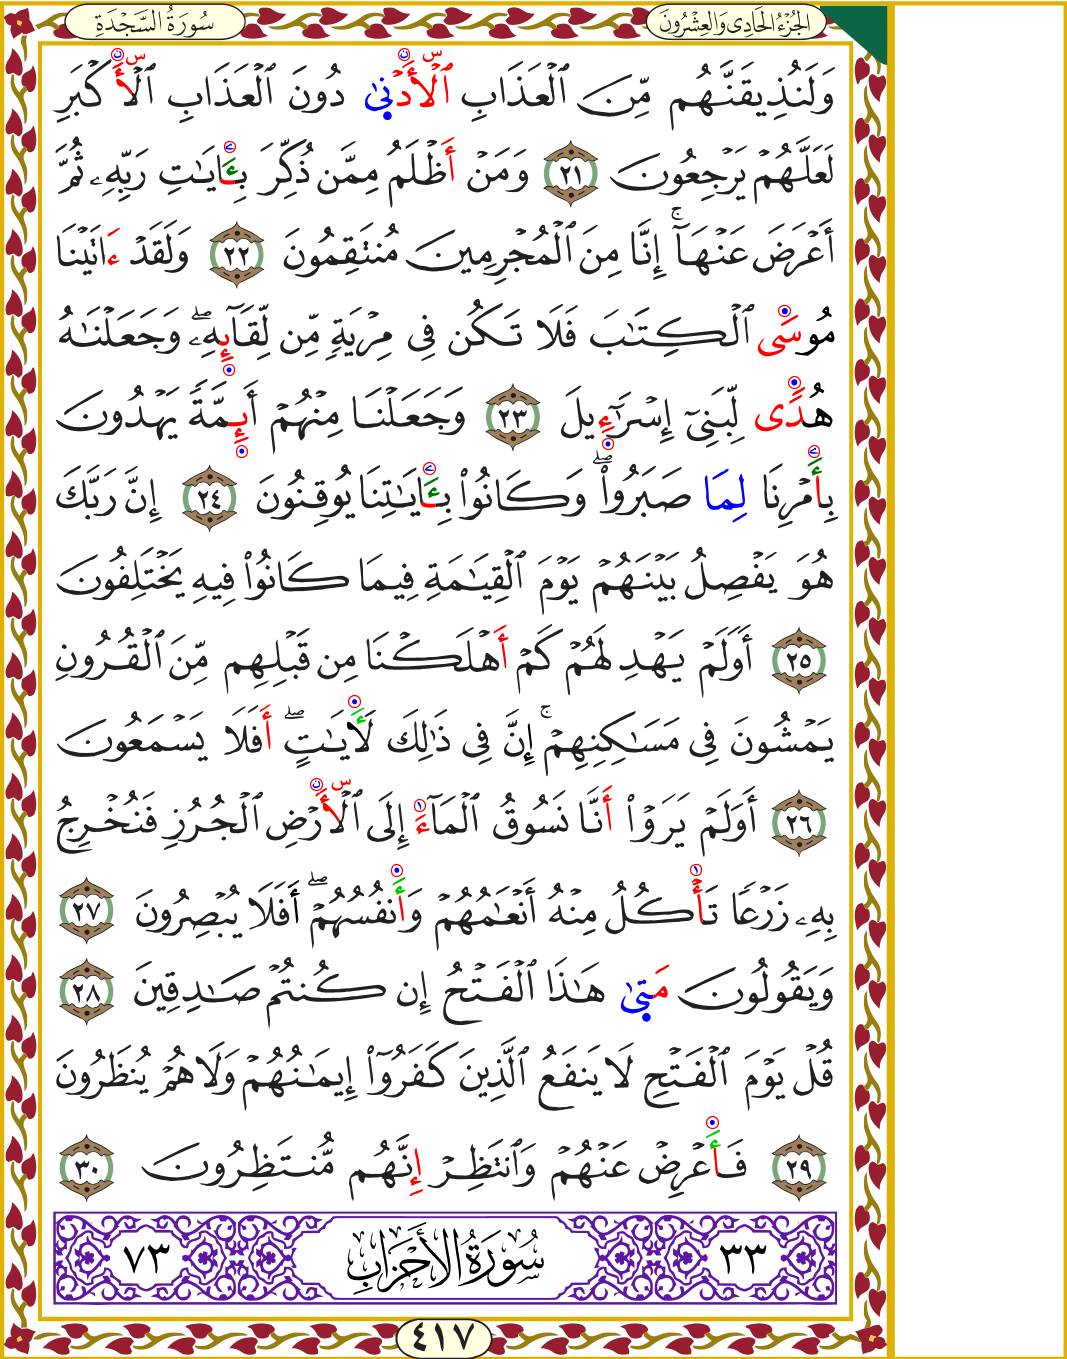 الجُزْءُ الحَادِى وَالعِشْرُونَ
سُورَةُ السَّجْدَةِ
وَلَنُذِيقَنَّهُم مِّنَ ٱلْعَذَابِ ٱلْأَدْنَىٰ دُونَ ٱلْعَذَابِ ٱلْأَكْبَرِ
لَعَلَّهُمْ يَرْجِعُونَ ٢١ وَمَنْ أَظْلَمُ مِمَّن ذُكِّرَ بِـَٔايَـٰتِ رَبِّهِۦ ثُمَّ
أَعْرَضَ عَنْهَآ ۚ إِنَّا مِنَ ٱلْمُجْرِمِينَ مُنتَقِمُونَ ٢٢ وَلَقَدْ ءَاتَيْنَا
مُوسَى ٱلْكِتَـٰبَ فَلَا تَكُن فِى مِرْيَةٍ مِّن لِّقَآئِهِۦ ۖ وَجَعَلْنَـٰهُ
هُدًى لِّبَنِىٓ إِسْرَٰٓءِيلَ ٢٣ وَجَعَلْنَا مِنْهُمْ أَئِمَّةً يَهْدُونَ
بِأَمْرِنَا لِمَا صَبَرُوا۟ ۖ وَكَانُوا۟ بِـَٔايَـٰتِنَا يُوقِنُونَ ٢٤ إِنَّ رَبَّكَ
هُوَ يَفْصِلُ بَيْنَهُمْ يَوْمَ ٱلْقِيَـٰمَةِ فِيمَا كَانُوا۟ فِيهِ يَخْتَلِفُونَ
٢٥ أَوَلَمْ يَهْدِ لَهُمْ كَمْ أَهْلَكْنَا مِن قَبْلِهِم مِّنَ ٱلْقُرُونِ
يَمْشُونَ فِى مَسَـٰكِنِهِمْ ۚ إِنَّ فِى ذَٰلِكَ لَـَٔايَـٰتٍ ۖ أَفَلَا يَسْمَعُونَ
٢٦ أَوَلَمْ يَرَوْا۟ أَنَّا نَسُوقُ ٱلْمَآءَ إِلَى ٱلْأَرْضِ ٱلْجُرُزِ فَنُخْرِجُ
بِهِۦ زَرْعًا تَأْكُلُ مِنْهُ أَنْعَـٰمُهُمْ وَأَنفُسُهُمْ ۖ أَفَلَا يُبْصِرُونَ ٢٧
وَيَقُولُونَ مَتَىٰ هَـٰذَا ٱلْفَتْحُ إِن كُنتُمْ صَـٰدِقِينَ ٢٨
قُلْ يَوْمَ ٱلْفَتْحِ لَا يَنفَعُ ٱلَّذِينَ كَفَرُوٓا۟ إِيمَـٰنُهُمْ وَلَا هُمْ يُنظَرُونَ
٢٩ فَأَعْرِضْ عَنْهُمْ وَٱنتَظِرْ إِنَّهُم مُّنتَظِرُونَ ٣٠
٣٣ سُورَةُ الأَحْزَابِ ٧٣
٤١٧